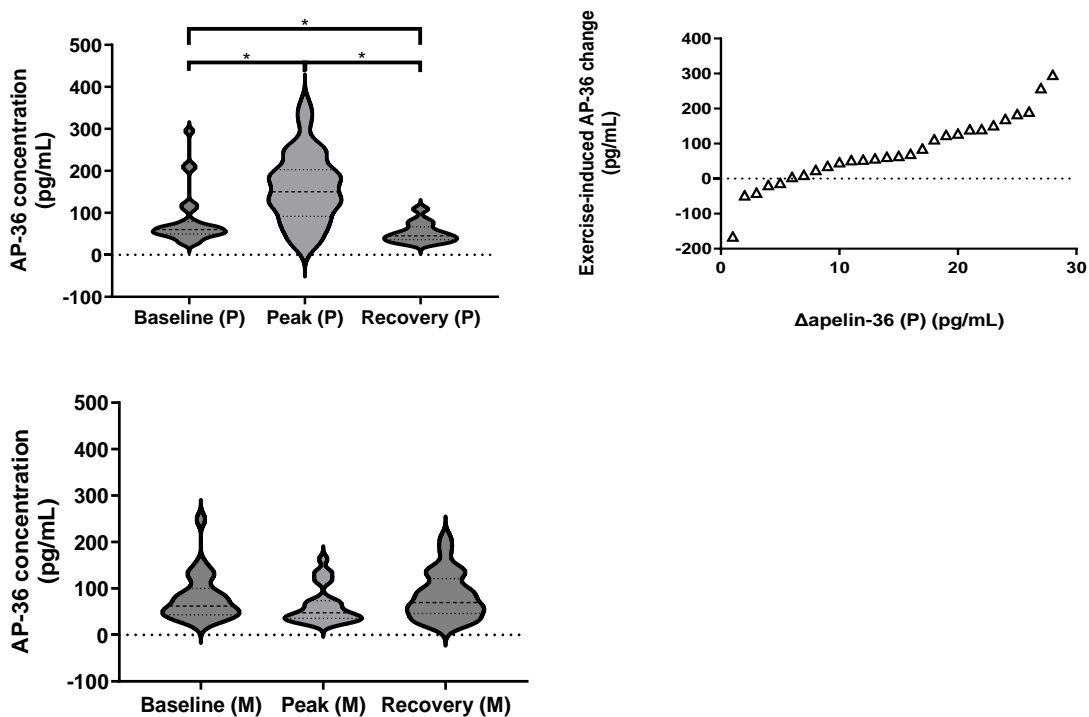 *
*
*
AP-36 concentration
(pg/mL)
500
400
300
200
100
0
-100
Baseline (P) Peak (P) Recovery (P)
Exercise-induced AP-36 change
(pg/mL)
400
300
200
100
0
-100
-200
0 10 20 30
Δapelin-36 (P) (pg/mL)
AP-36 concentration
(pg/mL)
500
400
300
200
100
0
-100
Baseline (M) Peak (M) Recovery (M)